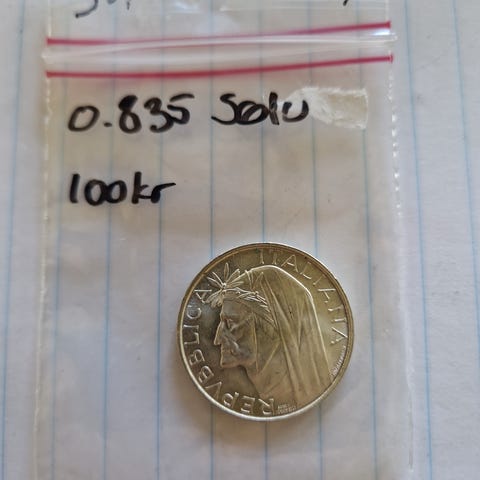 0.835 Sølv
100kr
REPVBBLICA ITALIANA